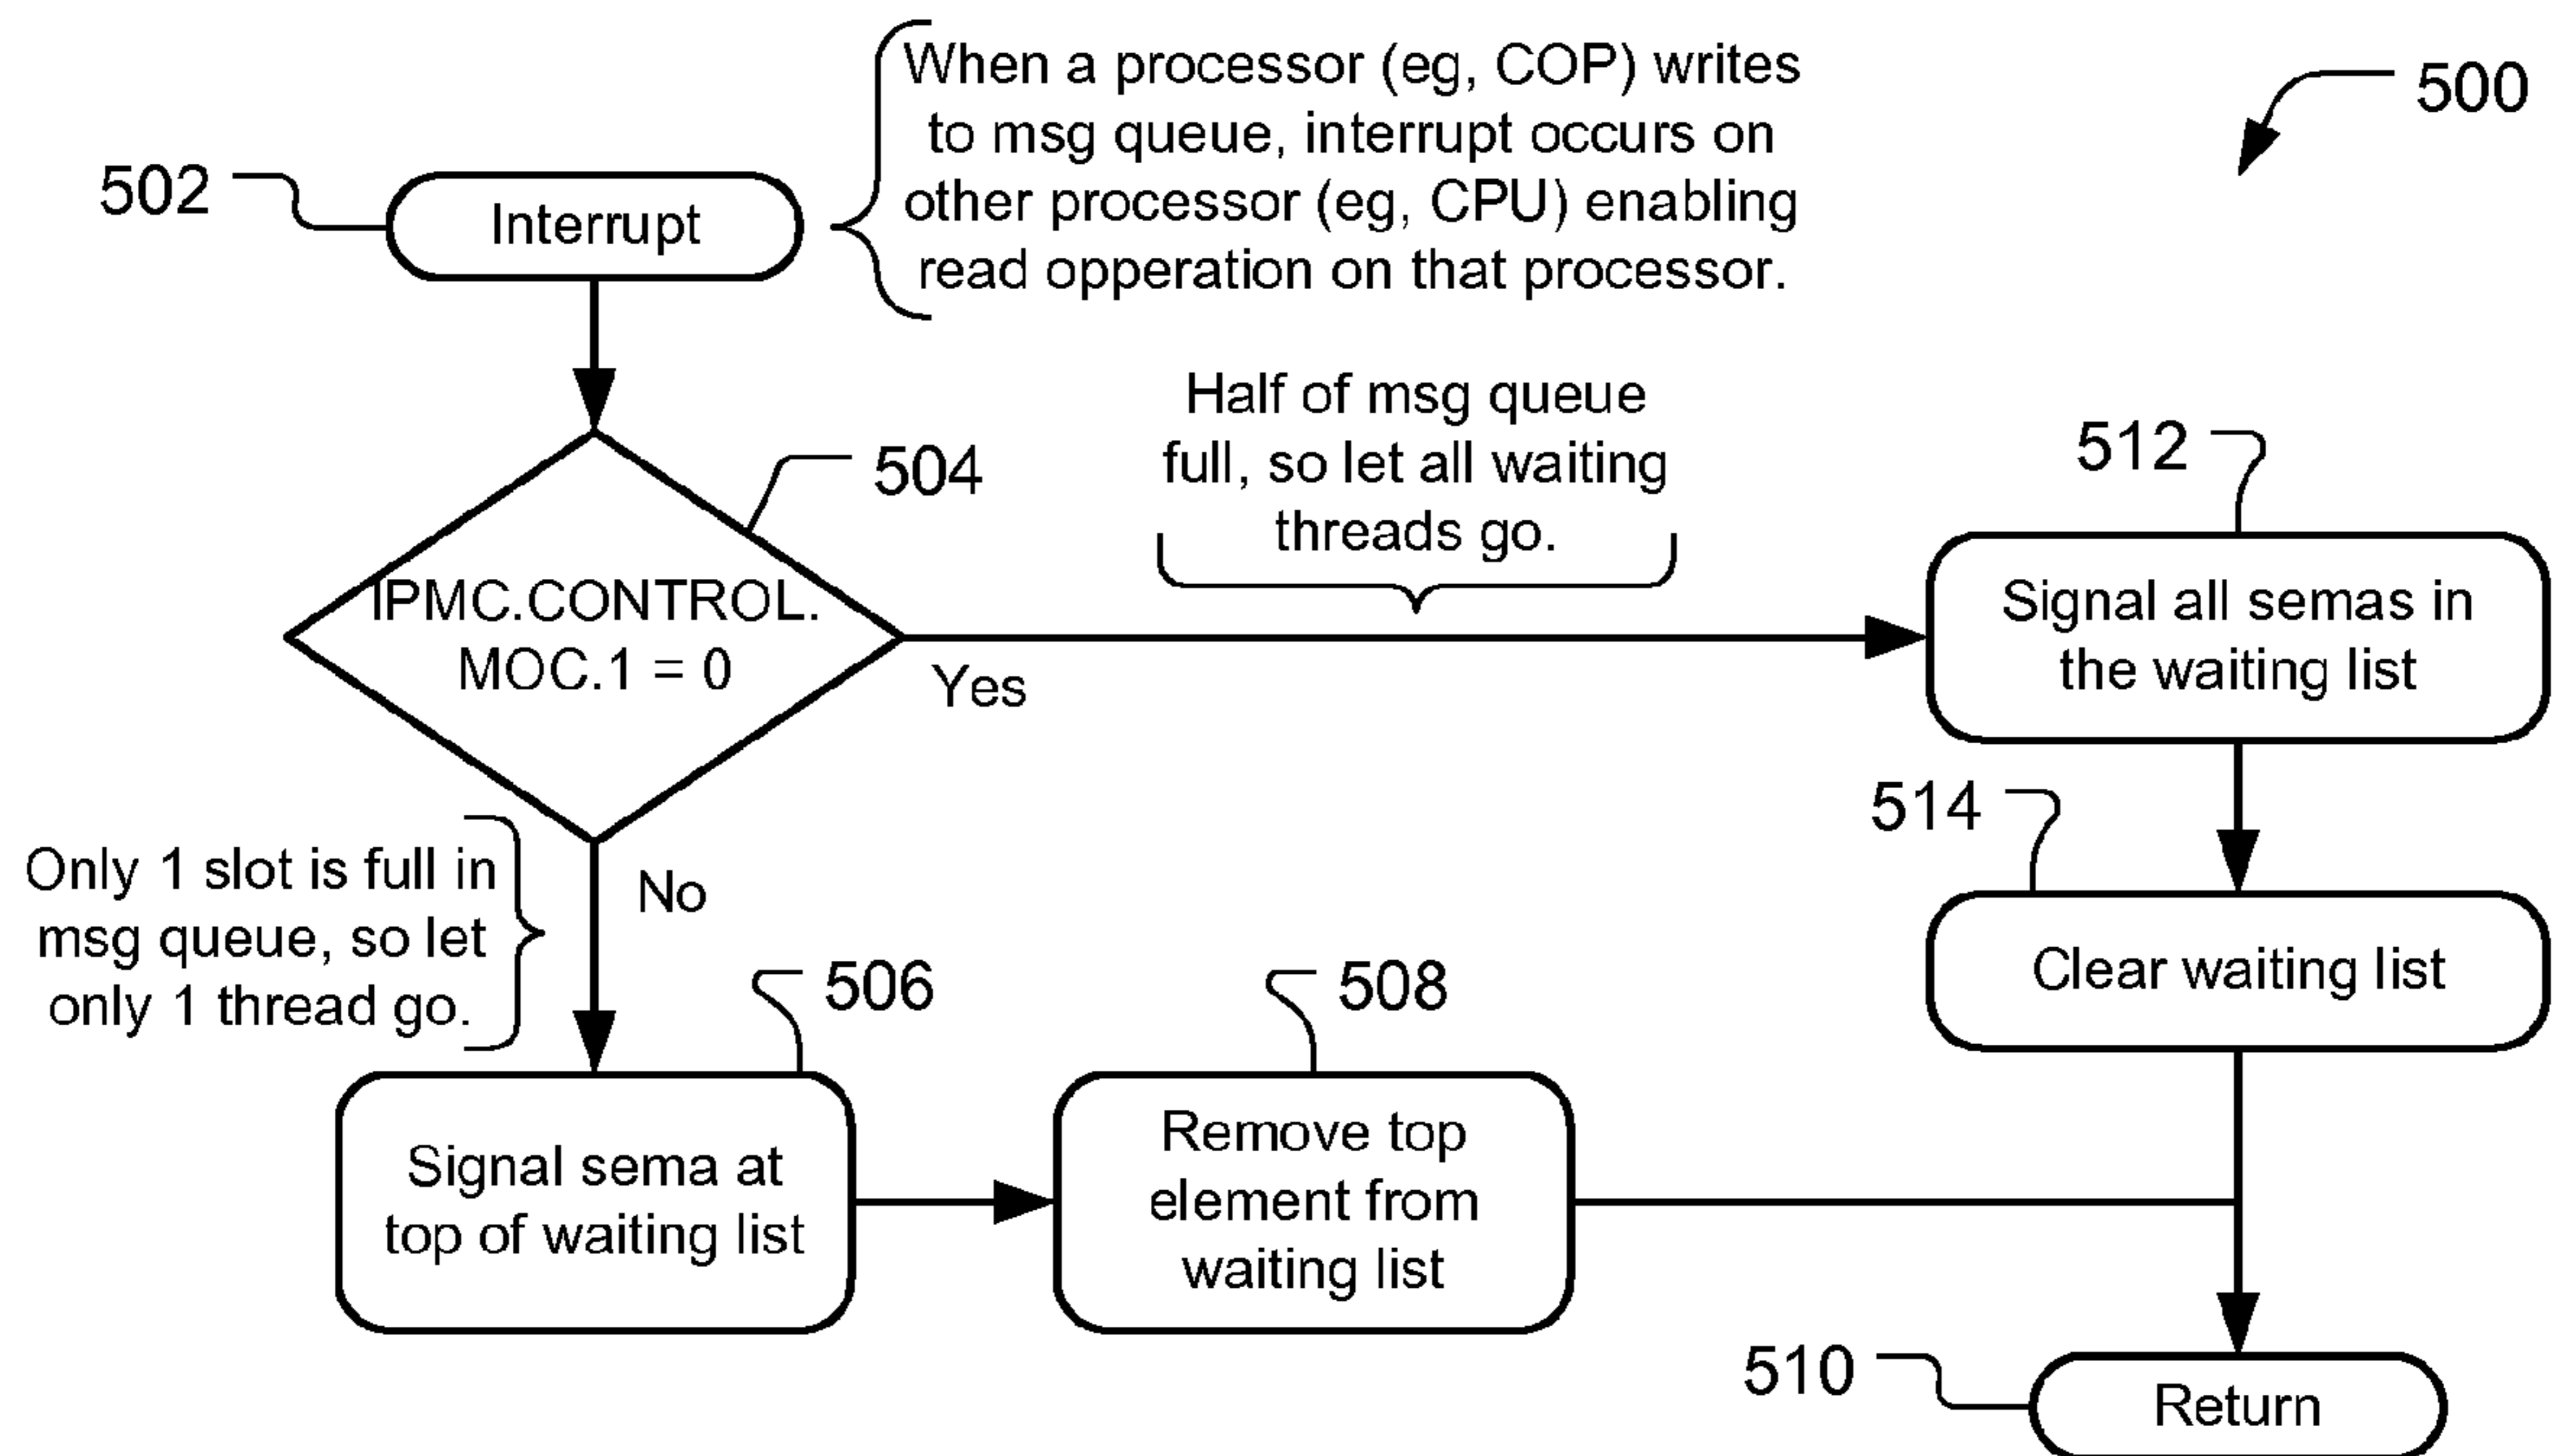 When a processor (eg, COP) writes
to msg queue, interrupt occurs on
other processor (eg, CPU) enabling
read opperation on that processor.
500
502
Interrupt
504
IPMC.CONTROL.
MOC.1 = 0
Yes
Half of msg queue
full, so let all waiting
threads go.
512
Signal all semas in
the waiting list
514
Clear waiting list
No
Only 1 slot is full in
msg queue, so let
only 1 thread go.
506
Signal sema at
top of waiting list
508
Remove top
element from
waiting list
510
Return